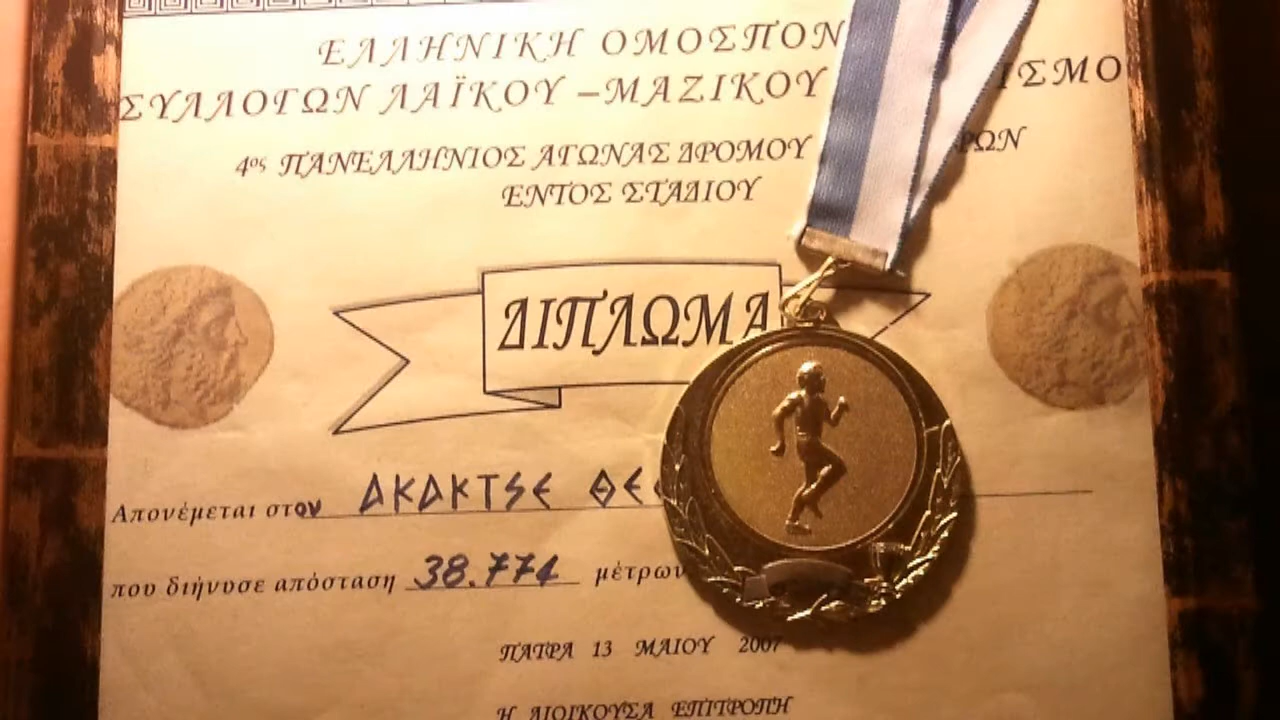 ΕΛΛΗΝΙΚΗ ΟΜΟΣΠΟΝ
ΣΥΛΛΟΓΩΝ ΛΑΪΚΟΥ –ΜΑΖΙΚΟΥ ΙΣΜΟ
4ος ΠΑΝΕΛΛΗΝΙΟΣ ΑΓΩΝΑΣ ΔΡΟΜΟΥ ΡΩΝ
ΕΝΤΟΣ ΣΤΑΔΙΟΥ
ΔΙΠΛΩΜΑ
Απονέμεται στον ΑΚΑΚΤΣΕ ΘΕ
που διήνυσε απόσταση 38.774 μέτρων
ΠΑΤΡΑ 13 ΜΑΙΟΥ 2007
Η ΔΙΟΙΚΟΥΣΑ ΕΠΙΤΡΟΠΗ